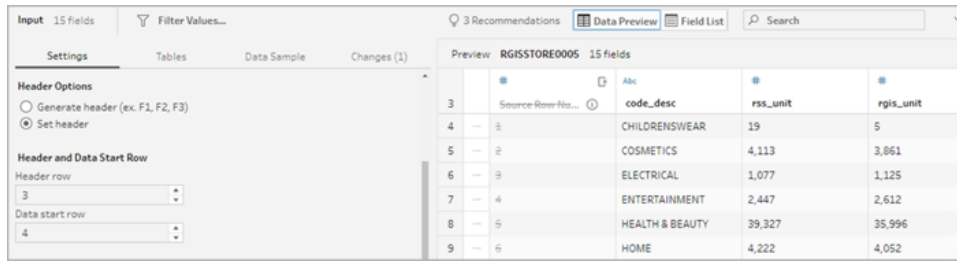 Input 15 fields Filter Values... 3 Recommendations Data Preview Field List Search
Settings Tables Data Sample Changes (1)
Preview RGISSTORE0005 15 fields
Header Options
Generate header (ex. F1, F2, F3)
Set header
Header and Data Start Row
Header row
3
Data start row
4
# Abc # #
3 Source Row Nu... code_desc rss_unit rgis_unit
4 ... 1 CHILDRENSWEAR 19 5
5 ... 2 COSMETICS 4,113 3,861
6 ... 3 ELECTRICAL 1,077 1,125
7 ... 4 ENTERTAINMENT 2,447 2,612
8 ... 5 HEALTH & BEAUTY 39,327 35,996
9 ... 6 HOME 4,222 4,052